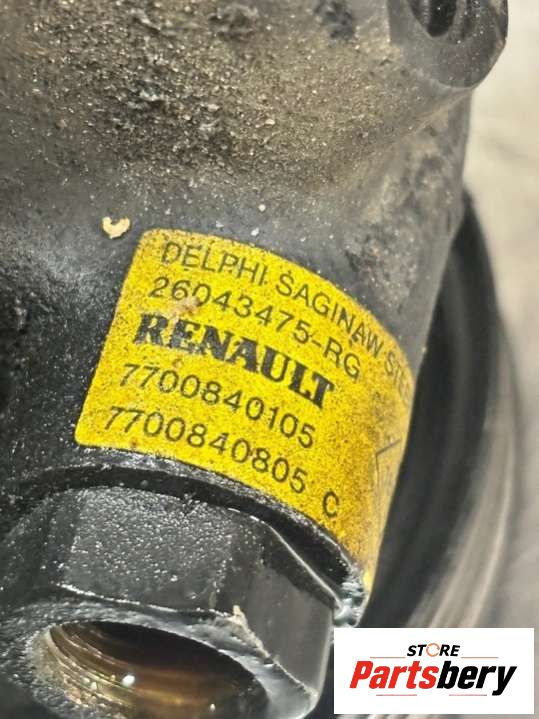 DELPHI SAGINAW
26043475-RG
RENAULT
7700840105
7700840805 C
STORE
Partsbery